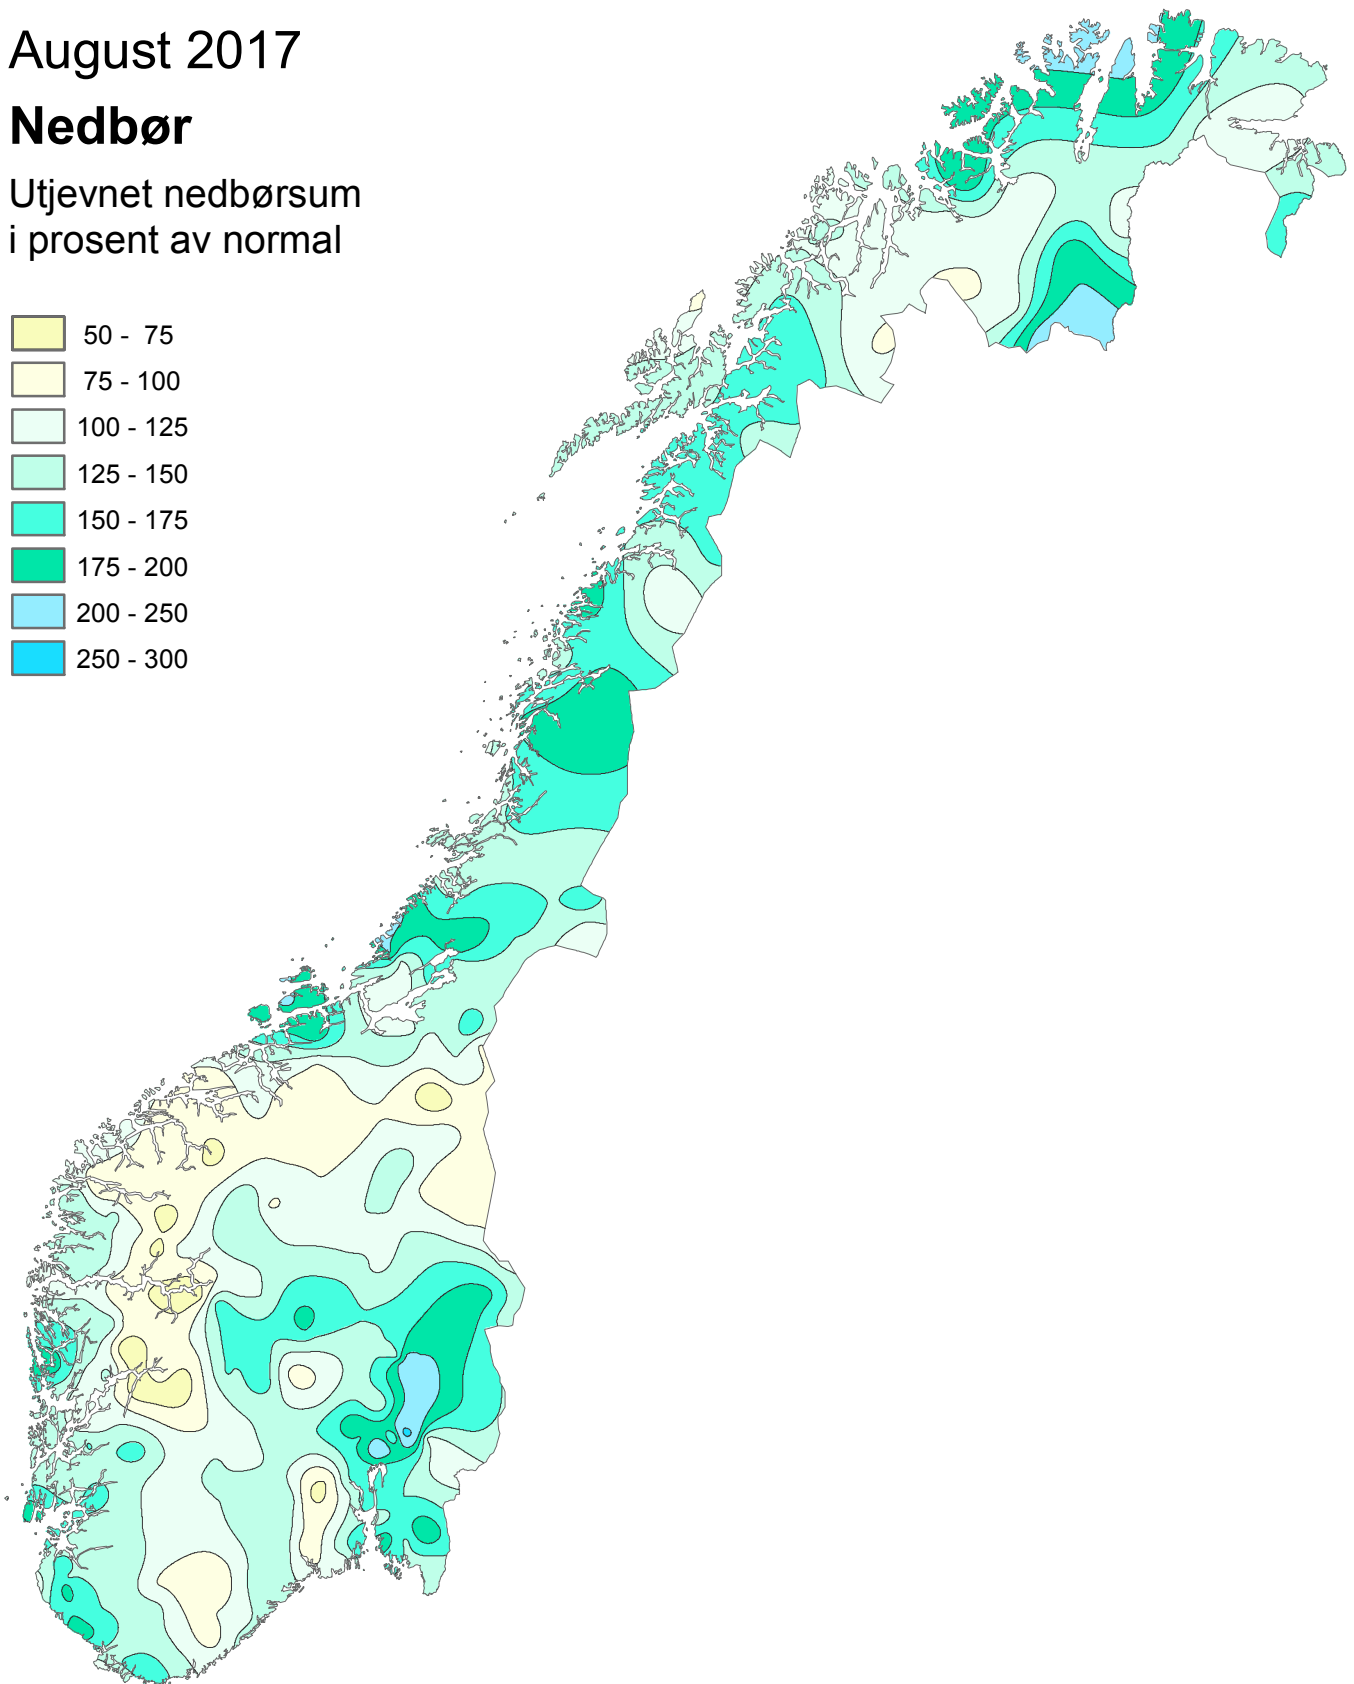 August 2017
Nedbør
Utjevnet nedbørsum
i prosent av normal
50 - 75
75 - 100
100 - 125
125 - 150
150 - 175
175 - 200
200 - 250
250 - 300